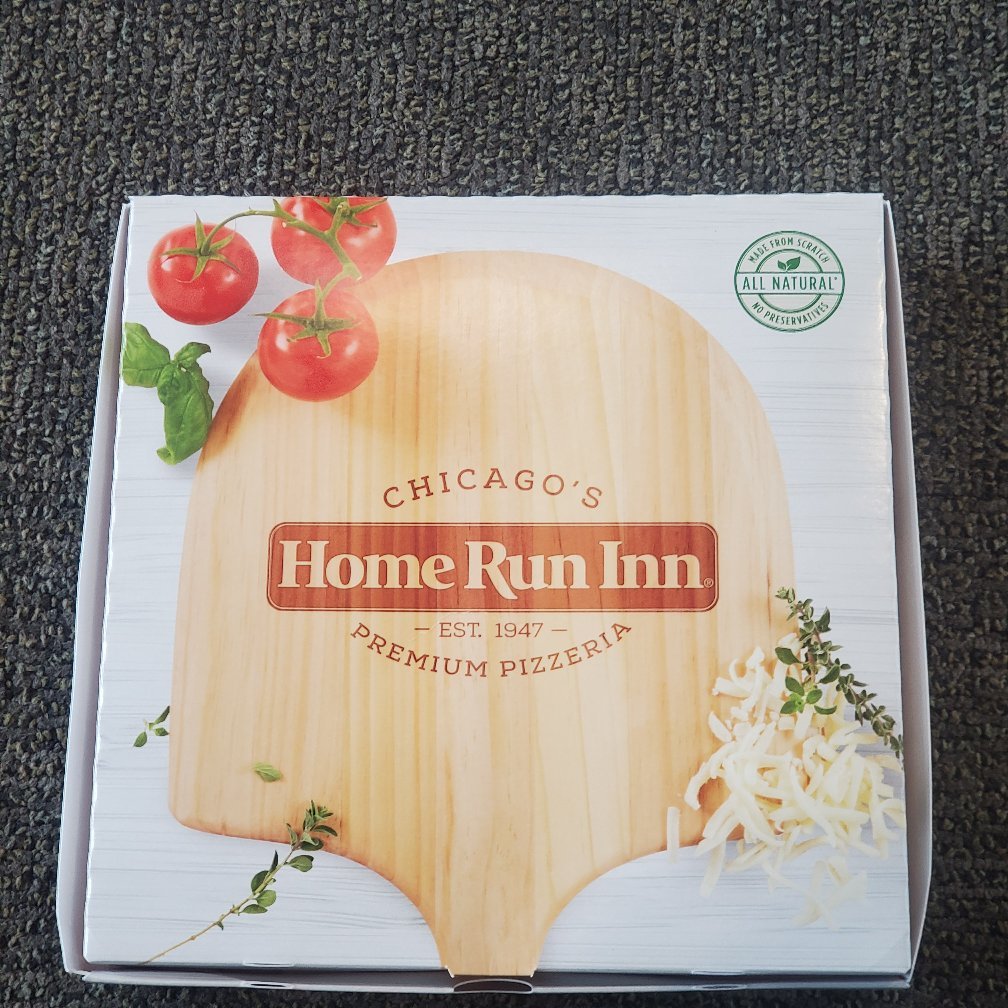 MADE FROM SCRATCH
ALL NATURAL*
NO PRESERVATIVES
CHICAGO'S
Home Run Inn®
– EST. 1947 –
PREMIUM PIZZERIA